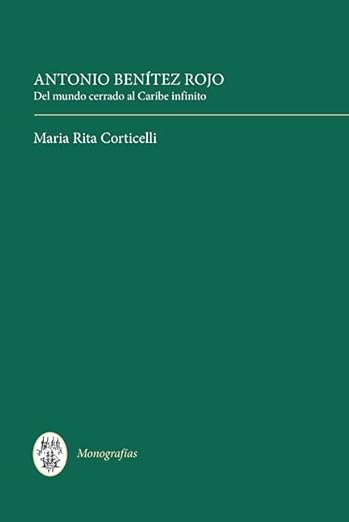 ANTONIO BENÍTEZ ROJO
Del mundo cerrado al Caribe infinito
Maria Rita Corticelli
Monografías